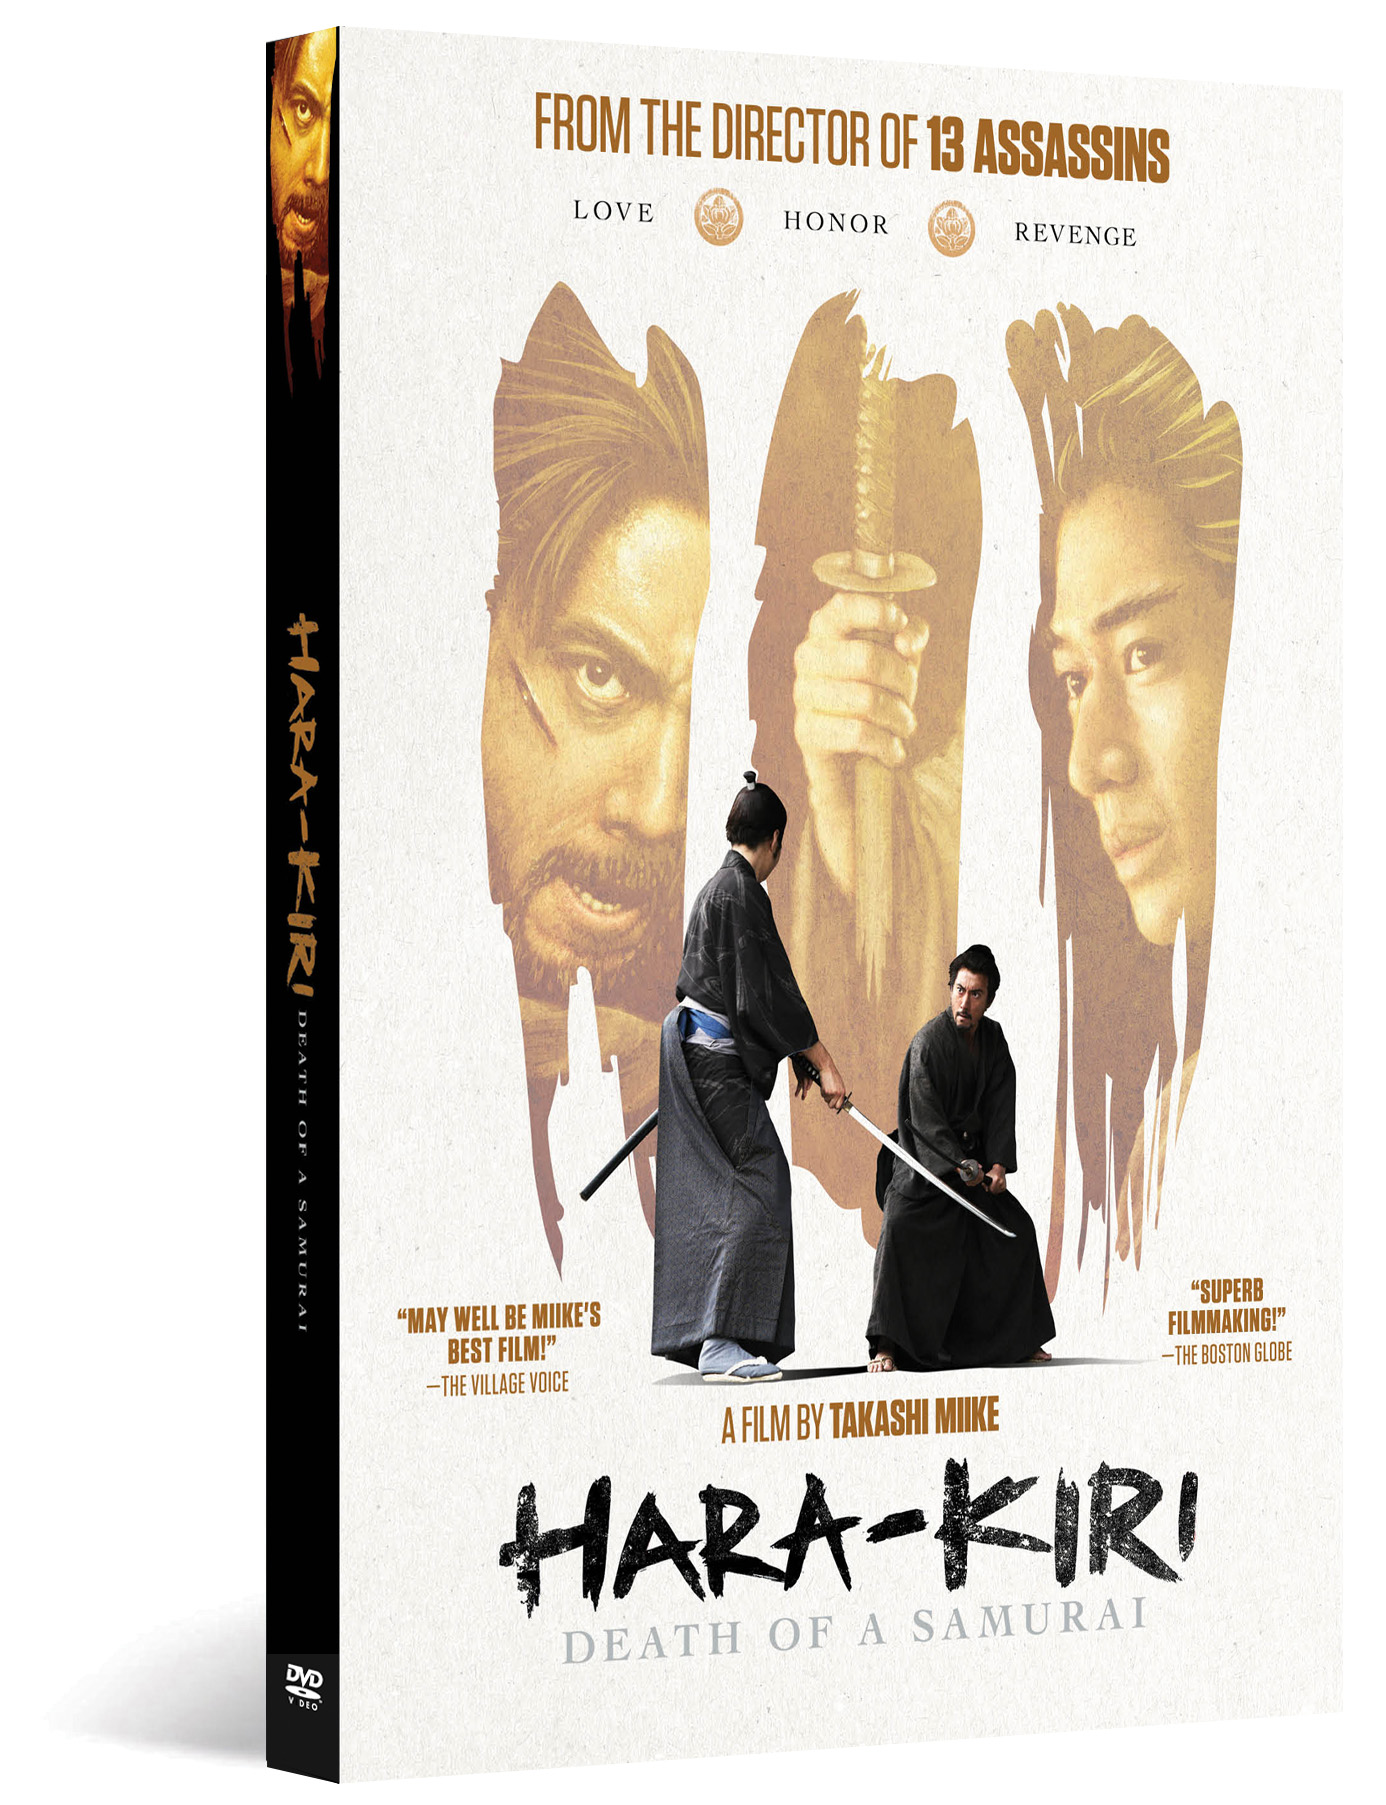 FROM THE DIRECTOR OF 13 ASSASSINS
LOVE HONOR REVENGE
"MAY WELL BE MIIKE'S
BEST FILM!"
—THE VILLAGE VOICE
"SUPERB
FILMMAKING!"
—THE BOSTON GLOBE
A FILM BY TAKASHI MIIKE
HARA-KIRI
DEATH OF A SAMURAI
HARA-KIRI DEATH OF A SAMURAI
DVD
VIDEO